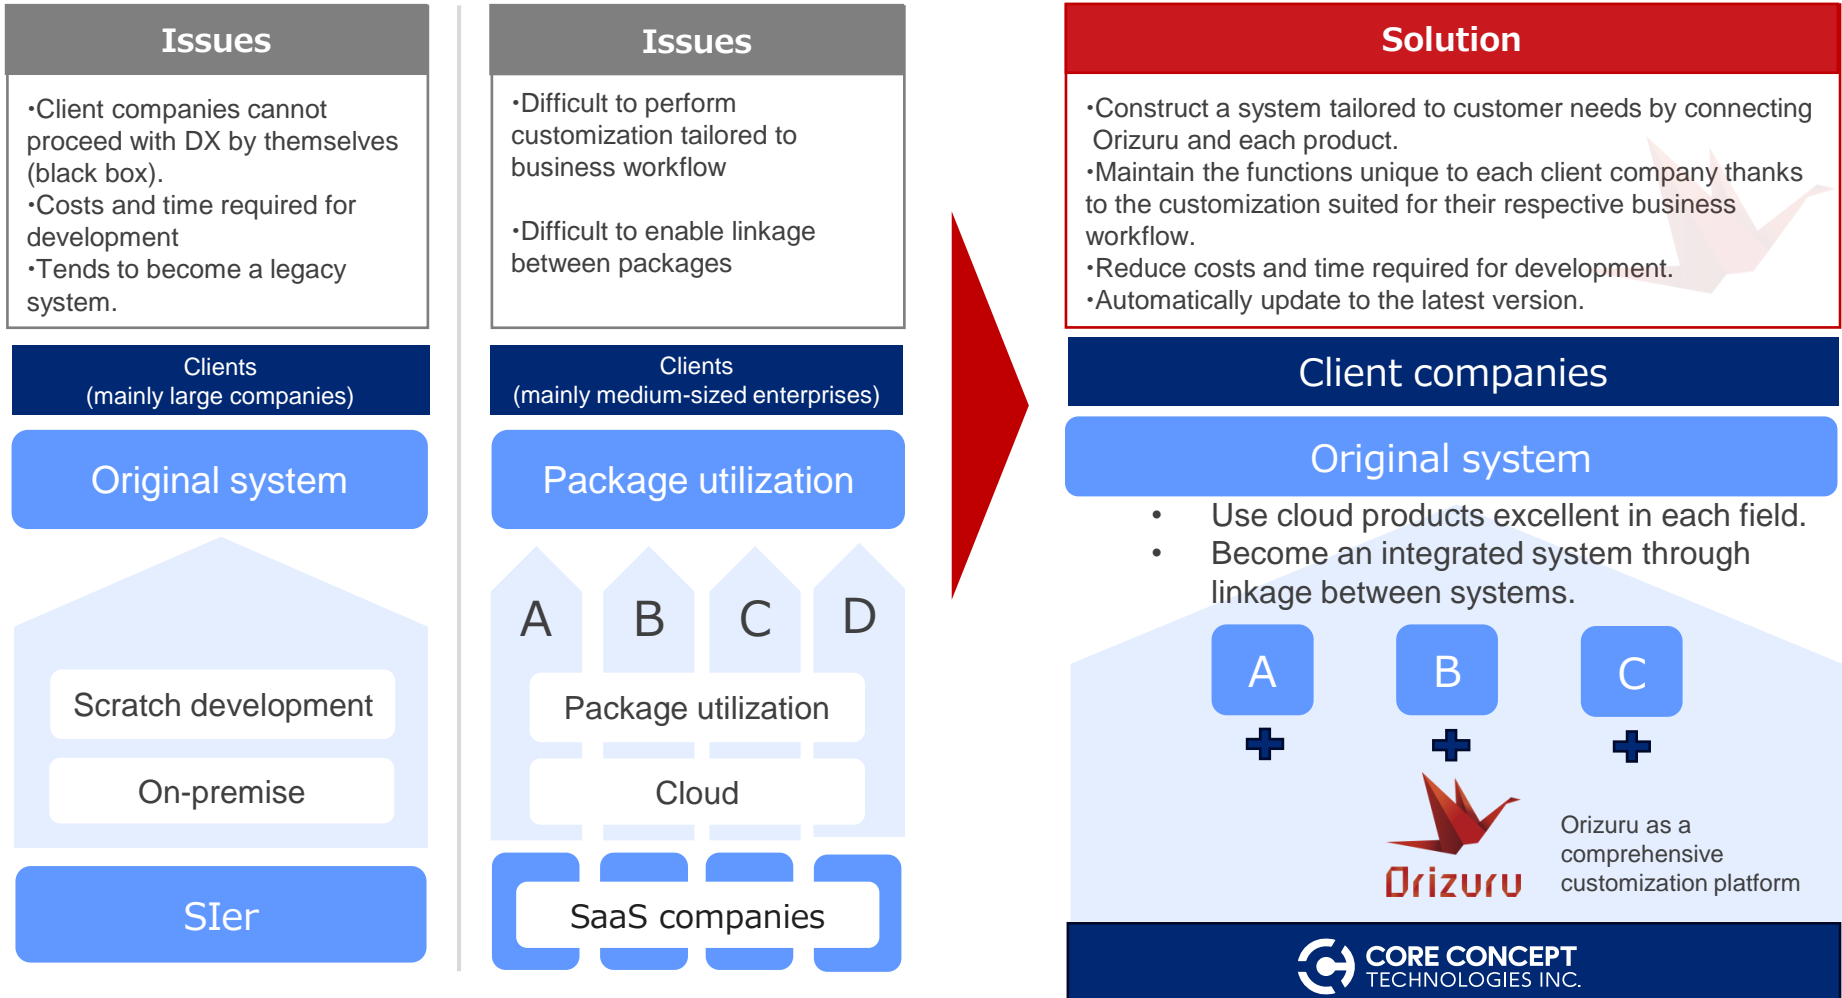 Issues
・Client companies cannot
proceed with DX by themselves
(black box).
・Costs and time required for
development
・Tends to become a legacy
system.
Clients
(mainly large companies)
Original system
Scratch development
On-premise
SIer
Issues
・Difficult to perform
customization tailored to
business workflow
・Difficult to enable linkage
between packages
Clients
(mainly medium-sized enterprises)
Package utilization
A B C D
Package utilization
Cloud
SaaS companies
Solution
・Construct a system tailored to customer needs by connecting
Orizuru and each product.
・Maintain the functions unique to each client company thanks
to the customization suited for their respective business
workflow.
・Reduce costs and time required for development.
・Automatically update to the latest version.
Client companies
Original system
• Use cloud products excellent in each field.
• Become an integrated system through
linkage between systems.
A B C
Orizuru
Orizuru as a
comprehensive
customization platform
CORE CONCEPT
TECHNOLOGIES INC.